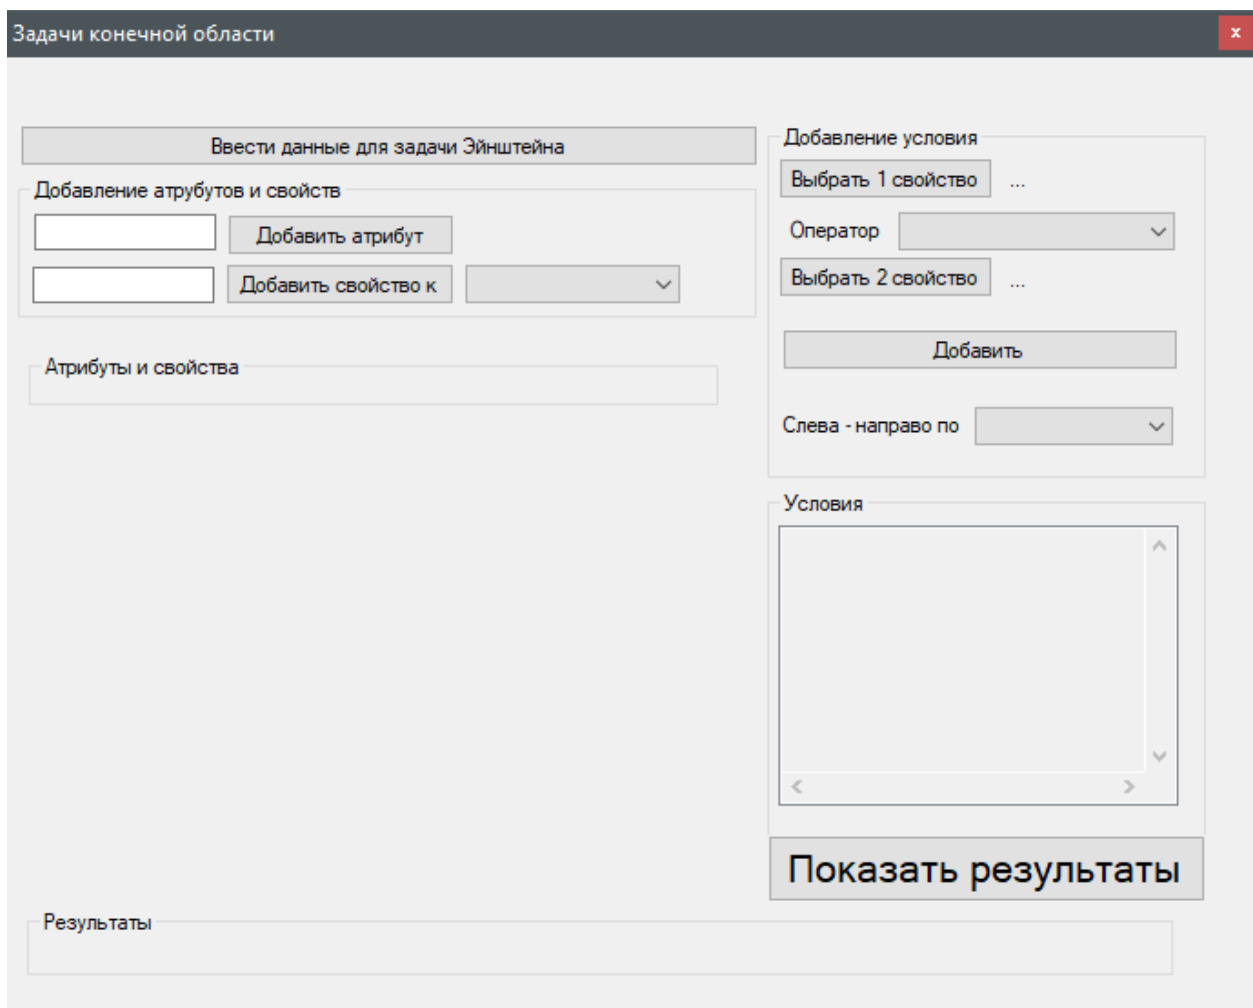 Задачи конечной области
x
Ввести данные для задачи Эйнштейна
Добавление атрубутов и свойств
Добавить атрибут
Добавить свойство к
Атрибуты и свойства
Добавление условия
Выбрать 1 свойство ...
Оператор
Выбрать 2 свойство ...
Добавить
Слева - направо по
Условия
Показать результаты
Результаты